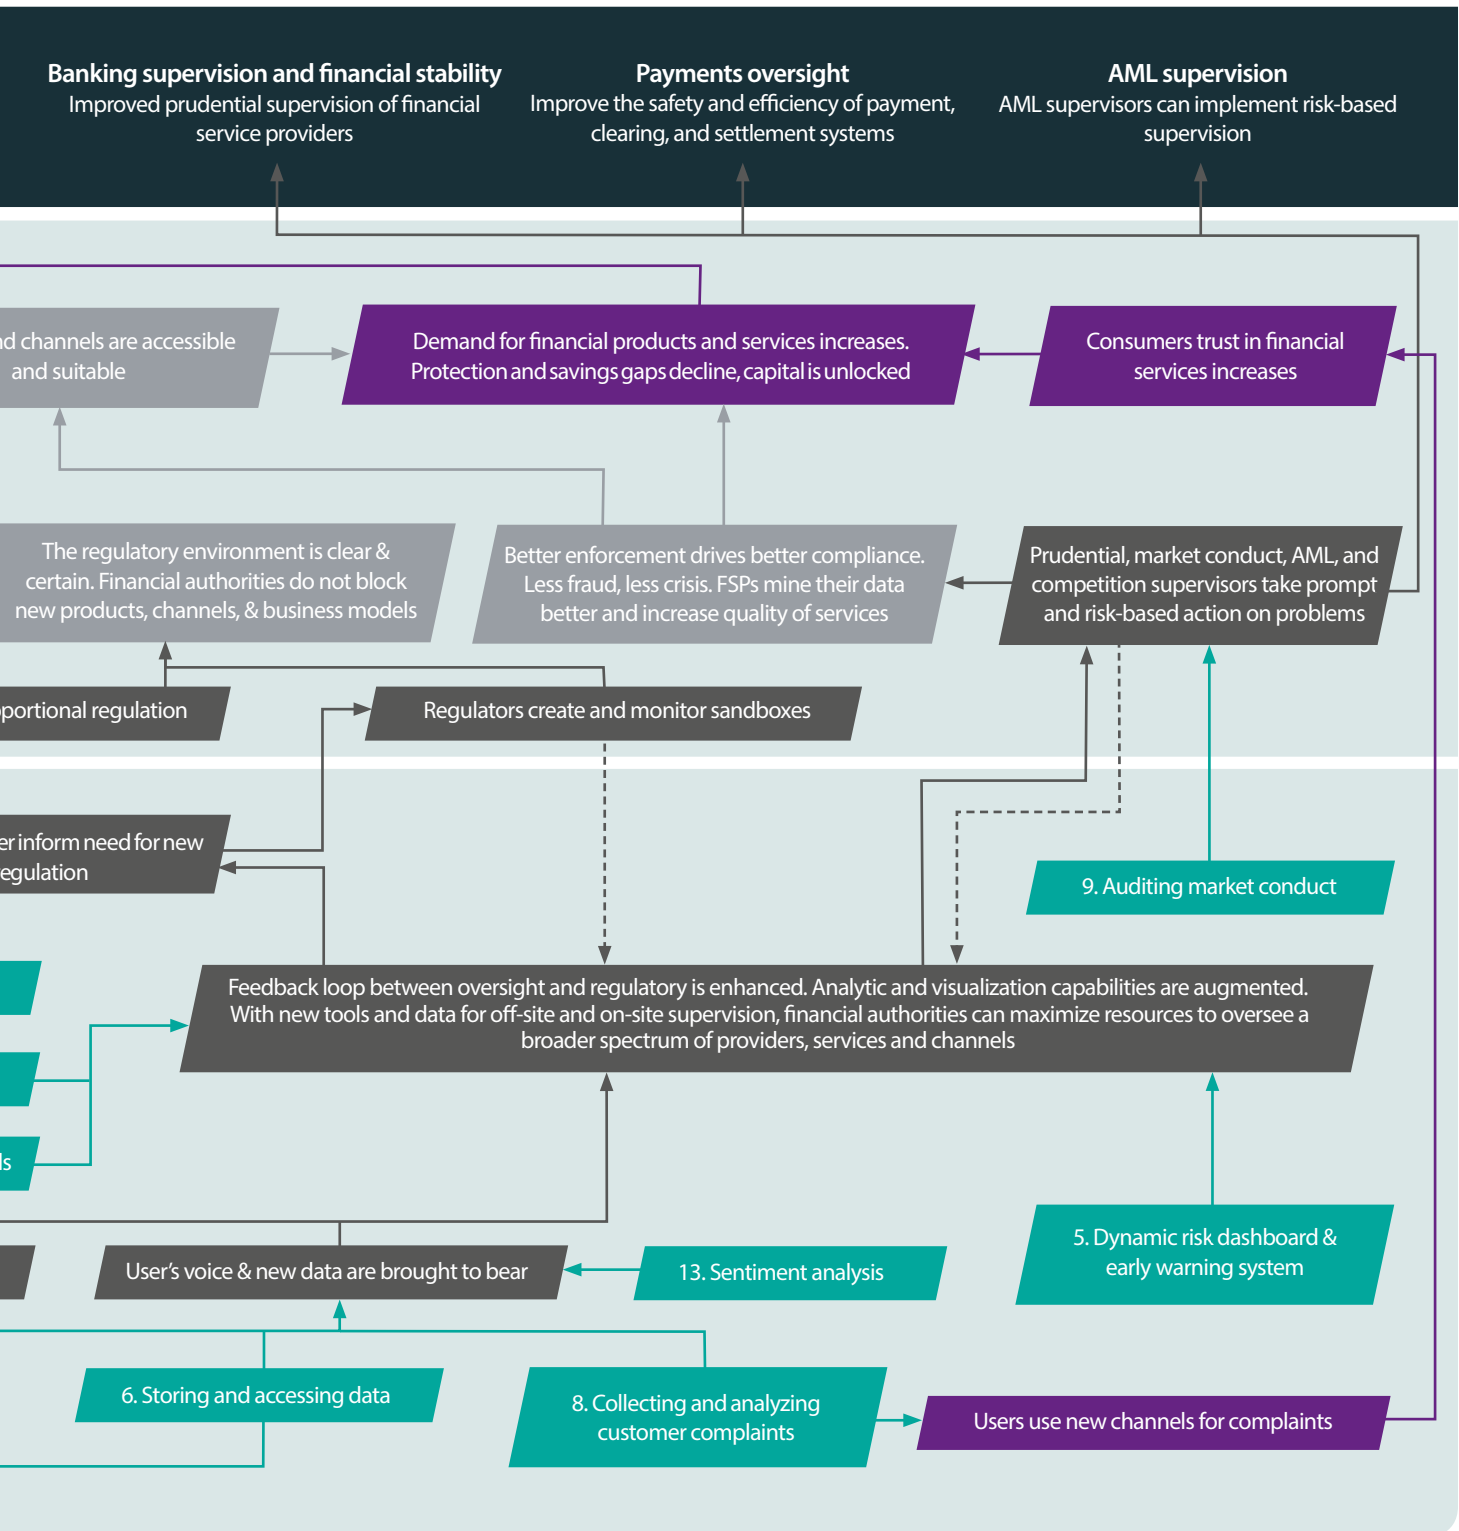 Banking supervision and financial stability
Improved prudential supervision of financial
service providers
Payments oversight
Improve the safety and efficiency of payment,
clearing, and settlement systems
AML supervision
AML supervisors can implement risk-based
supervision
channels are accessible
and suitable
Demand for financial products and services increases.
Protection and savings gaps decline, capital is unlocked
Consumers trust in financial
services increases
The regulatory environment is clear &
certain. Financial authorities do not block
new products, channels, & business models
Better enforcement drives better compliance.
Less fraud, less crisis. FSPs mine their data
better and increase quality of services
Prudential, market conduct, AML, and
competition supervisors take prompt
and risk-based action on problems
regulation
Regulators create and monitor sandboxes
inform need for new
9. Auditing market conduct
Feedback loop between oversight and regulatory is enhanced. Analytic and visualization capabilities are augmented.
With new tools and data for off-site and on-site supervision, financial authorities can maximize resources to oversee a
broader spectrum of providers, services and channels
5. Dynamic risk dashboard &
early warning system
User's voice & new data are brought to bear
13. Sentiment analysis
6. Storing and accessing data
8. Collecting and analyzing
customer complaints
Users use new channels for complaints